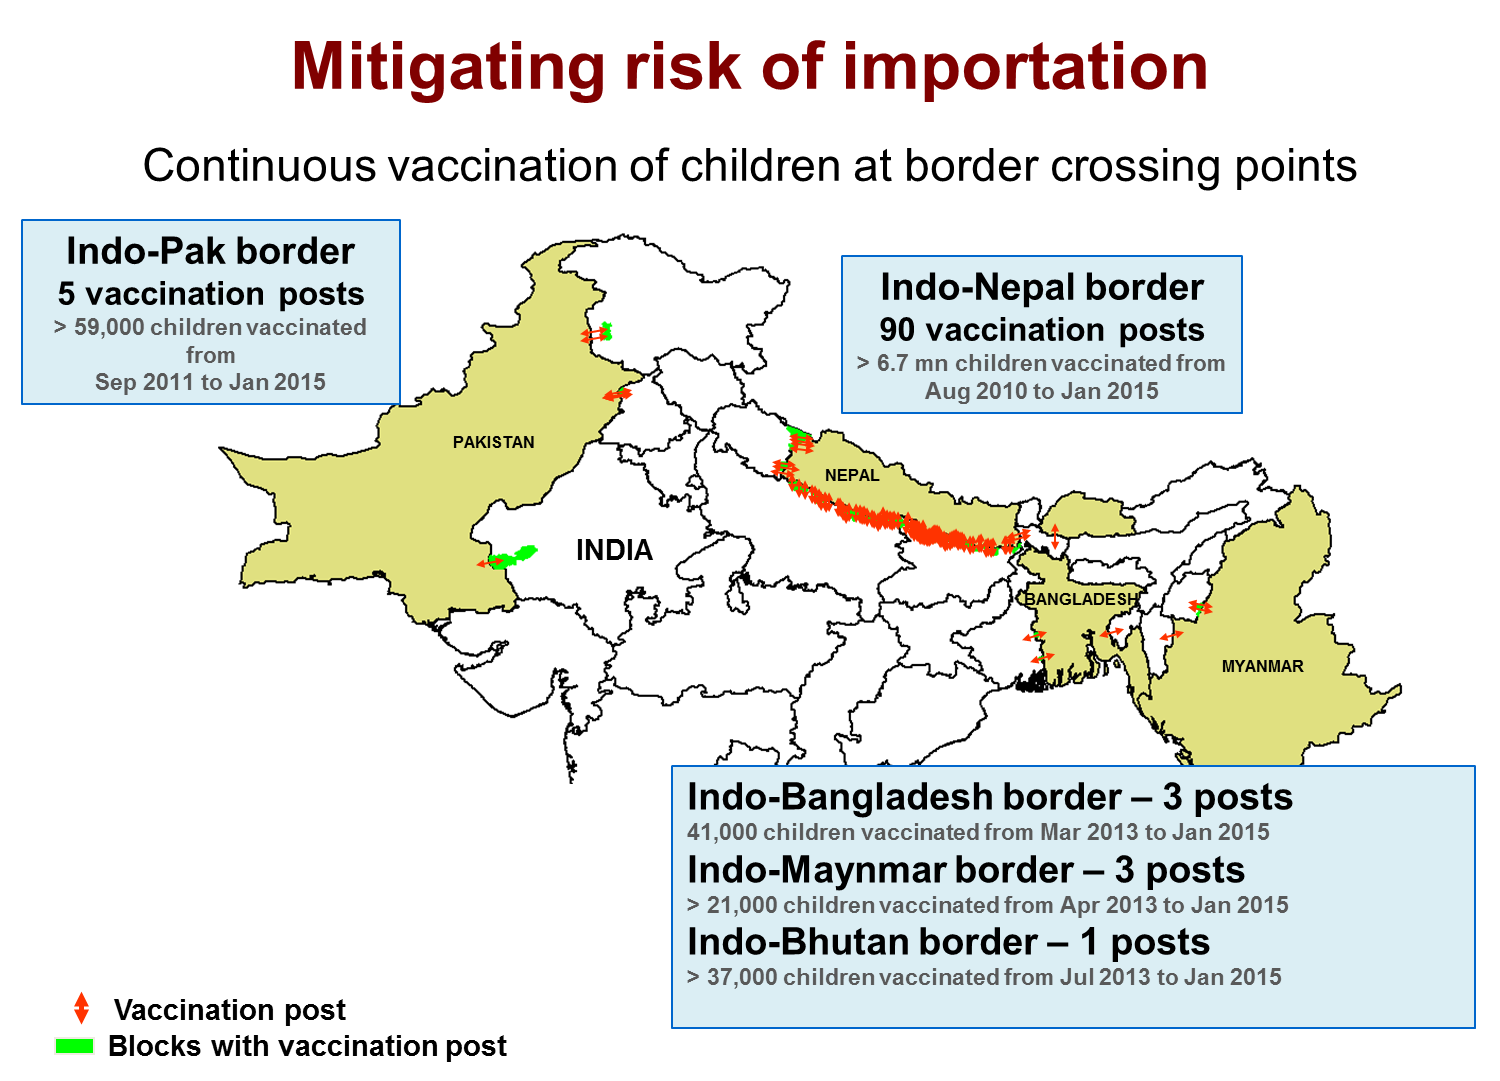 Mitigating risk of importation
Continuous vaccination of children at border crossing points
Indo-Pak border
5 vaccination posts
> 59,000 children vaccinated
from
Sep 2011 to Jan 2015
Indo-Nepal border
90 vaccination posts
> 6.7 mn children vaccinated from
Aug 2010 to Jan 2015
PAKISTAN
NEPAL
INDIA
BANGLADESH
MYANMAR
Indo-Bangladesh border – 3 posts
41,000 children vaccinated from Mar 2013 to Jan 2015
Indo-Maynmar border – 3 posts
> 21,000 children vaccinated from Apr 2013 to Jan 2015
Indo-Bhutan border – 1 posts
> 37,000 children vaccinated from Jul 2013 to Jan 2015
Vaccination post
Blocks with vaccination post